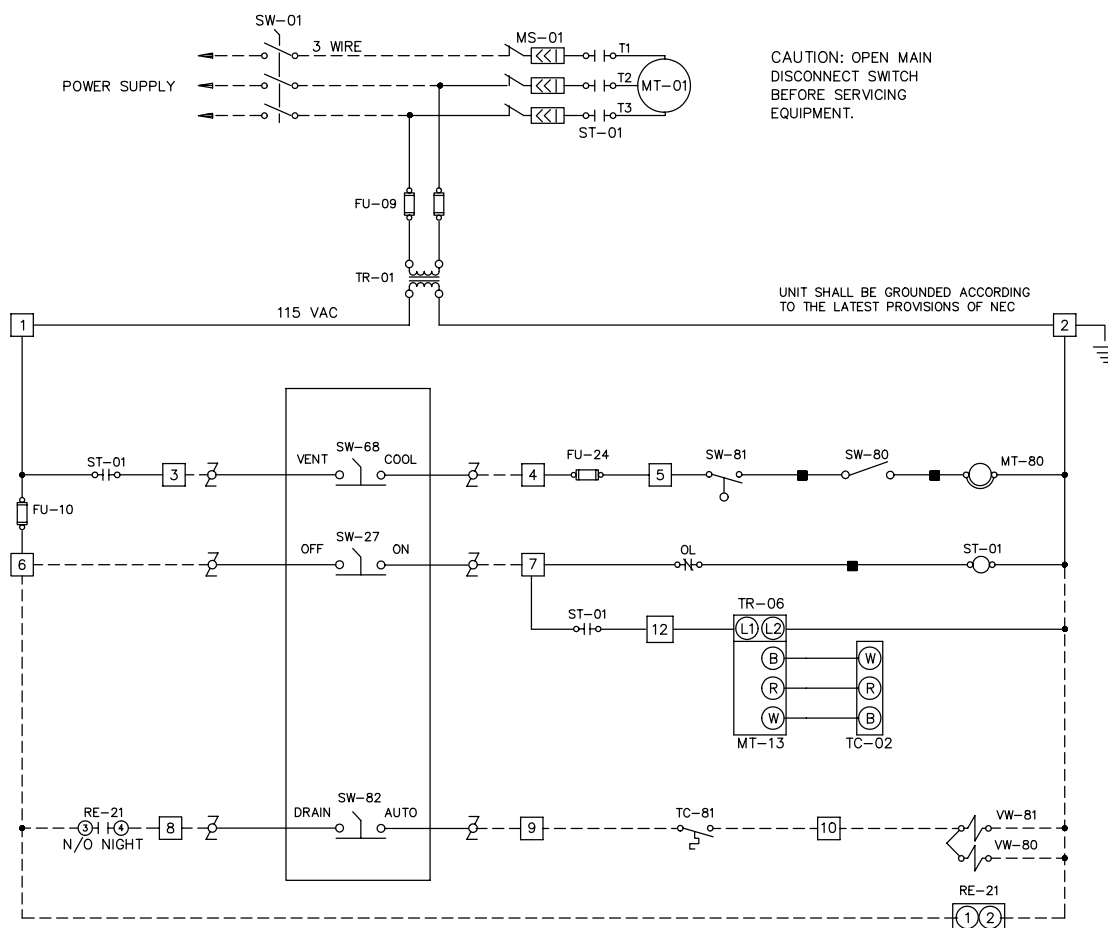 SW-01
3 WIRE
MS-01
T1
POWER SUPPLY
T2
MT-01
T3
ST-01
CAUTION: OPEN MAIN
DISCONNECT SWITCH
BEFORE SERVICING
EQUIPMENT.
FU-09
TR-01
115 VAC
UNIT SHALL BE GROUNDED ACCORDING
TO THE LATEST PROVISIONS OF NEC
1
2
ST-01
3
VENT
SW-68
COOL
4
FU-24
5
SW-81
SW-80
MT-80
FU-10
6
OFF
SW-27
ON
7
OL
ST-01
ST-01
12
TR-06
L1 L2
B
W
R
R
W
B
MT-13
TC-02
RE-21
3 4
N/O NIGHT
8
DRAIN
SW-82
AUTO
9
TC-81
10
VW-81
VW-80
RE-21
1 2